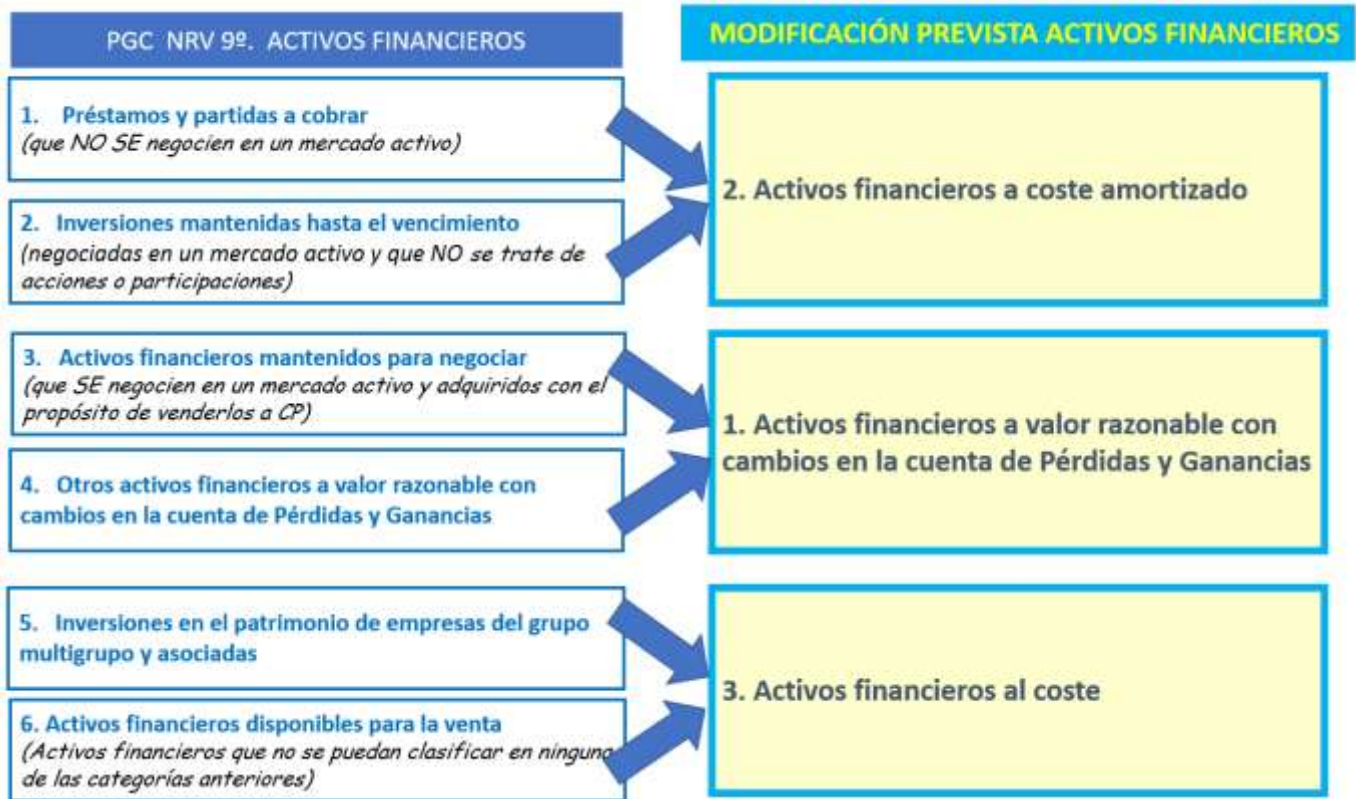 PGC NRV 9º. ACTIVOS FINANCIEROS
1. Préstamos y partidas a cobrar
(que NO SE negocien en un mercado activo)
2. Inversiones mantenidas hasta el vencimiento
(negociadas en un mercado activo y que NO se trate de
acciones o participaciones)
3. Activos financieros mantenidos para negociar
(que SE negocien en un mercado activo y adquiridos con el
propósito de venderlos a CP)
4. Otros activos financieros a valor razonable con
cambios en la cuenta de Pérdidas y Ganancias
5. Inversiones en el patrimonio de empresas del grupo
multigrupo y asociadas
6. Activos financieros disponibles para la venta
(Activos financieros que no se puedan clasificar en ninguna
de las categorías anteriores)
MODIFICACIÓN PREVISTA ACTIVOS FINANCIEROS
2. Activos financieros a coste amortizado
1. Activos financieros a valor razonable con
cambios en la cuenta de Pérdidas y Ganancias
3. Activos financieros al coste